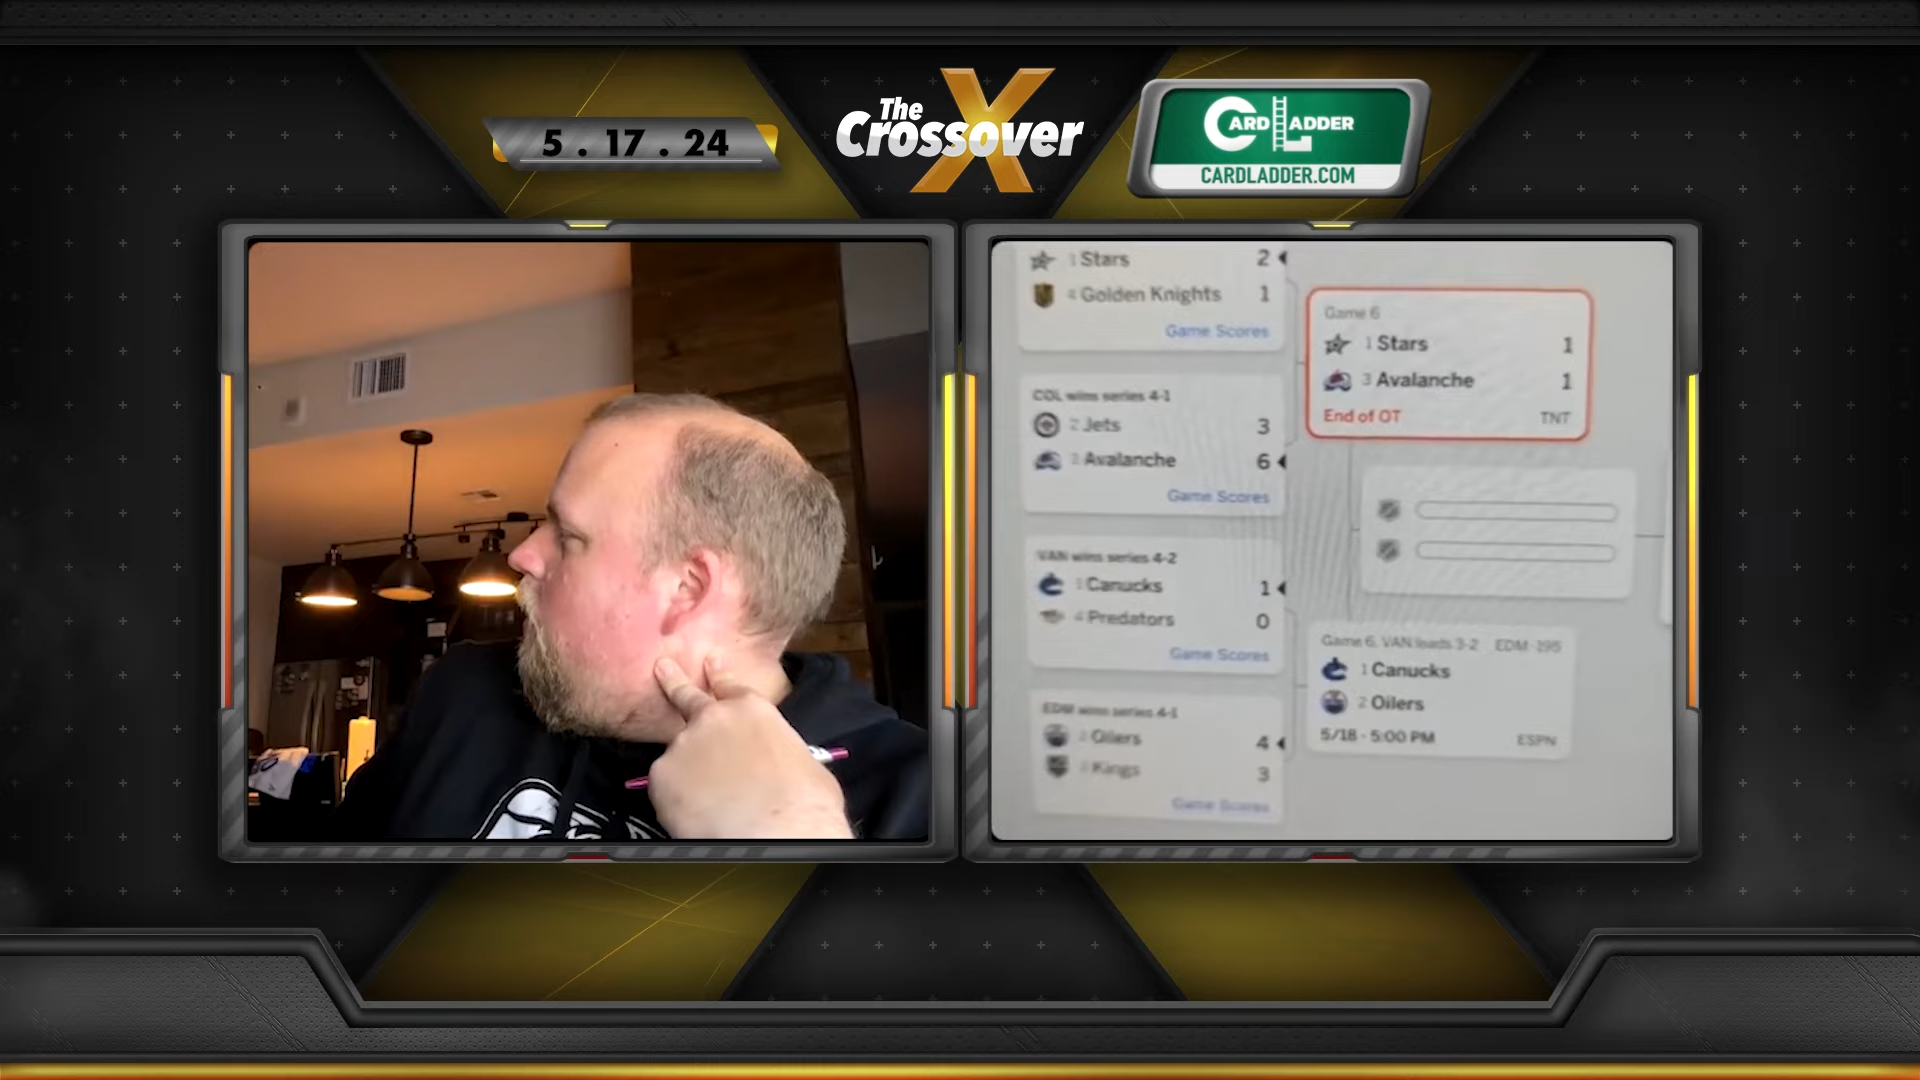 5 . 17 . 24
The
Crossover
X
CARD LADDER
CARDLADDER.COM
1 Stars 2
4 Golden Knights 1
Game Scores
COL wins series 4-1
2 Jets 3
3 Avalanche 6
Game Scores
VAN wins series 4-2
1 Canucks 1
4 Predators 0
Game Scores
EDM wins series 4-1
2 Oilers 4
3 Kings 3
Game Scores
Game 6
1 Stars 1
3 Avalanche 1
End of OT TNT
Game 6, VAN leads 3-2 EDM -195
1 Canucks
2 Oilers
5/18 - 5:00 PM ESPN